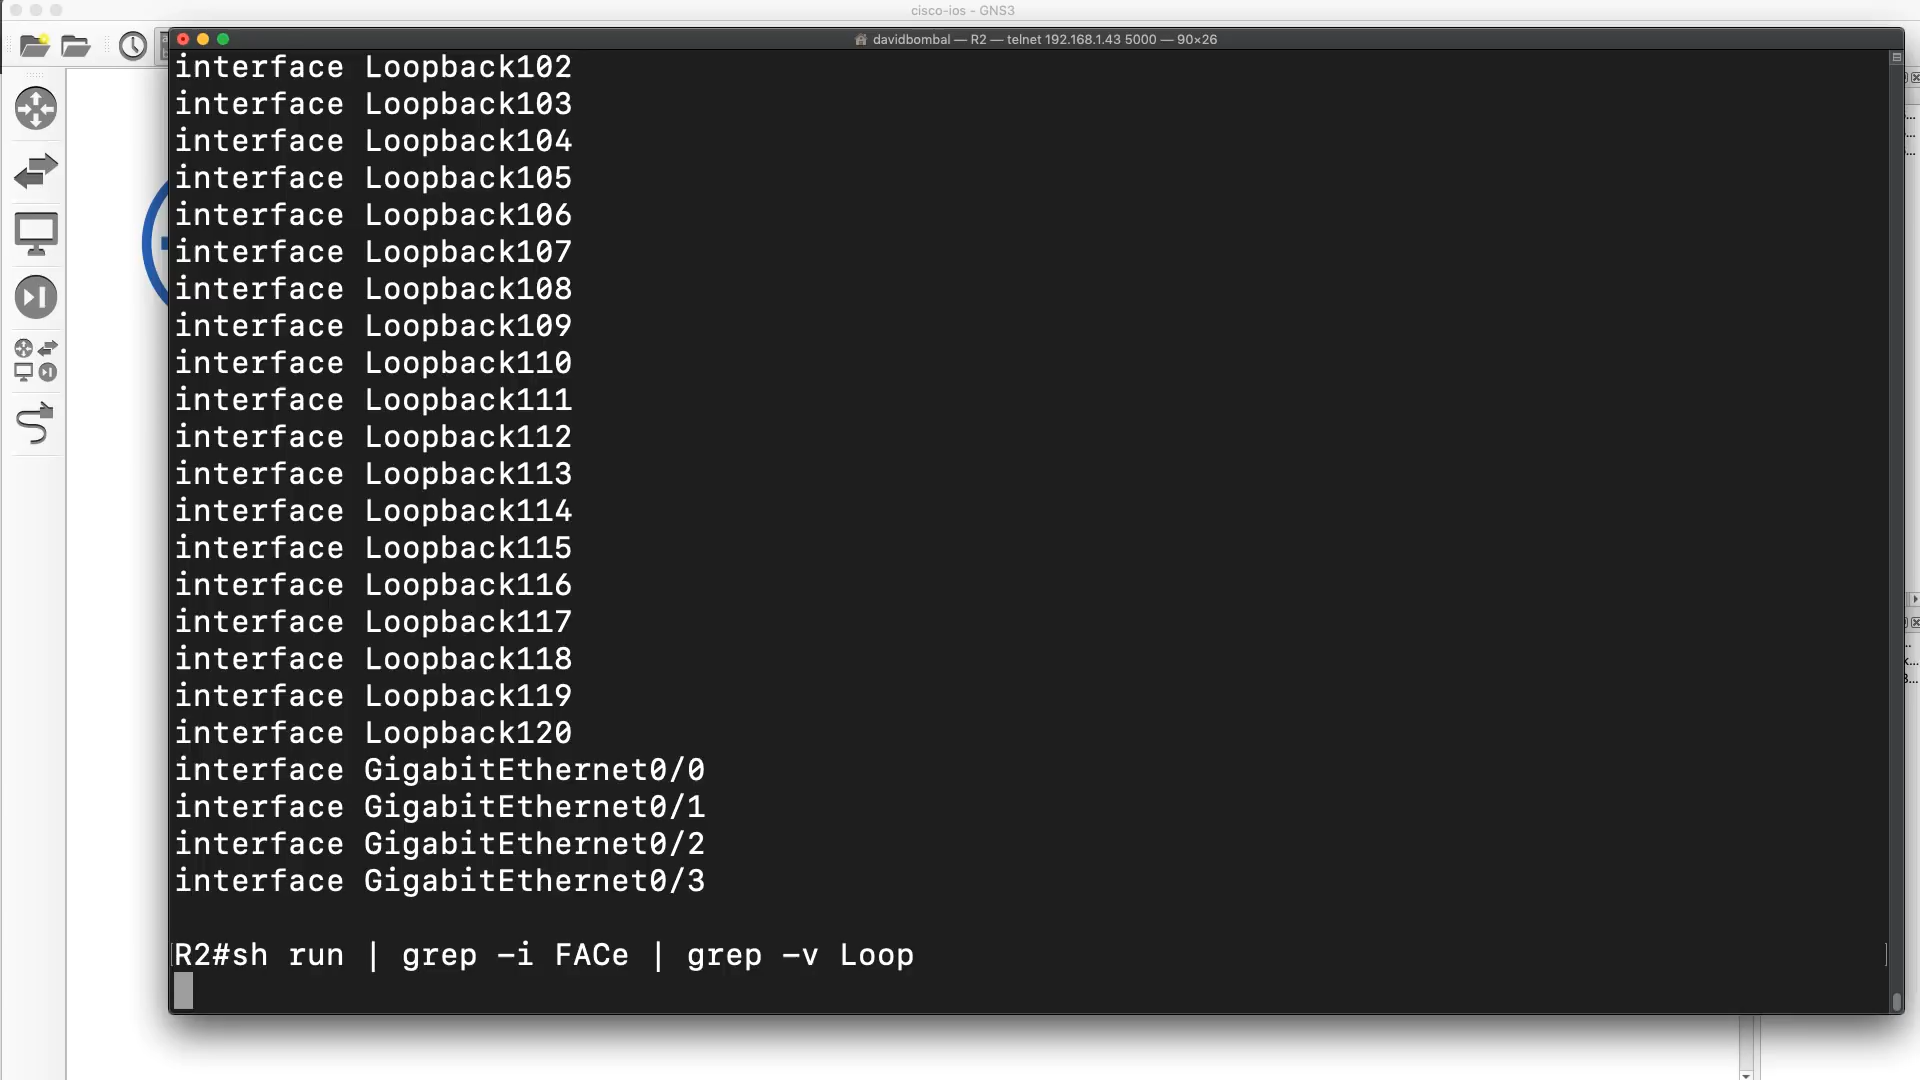 cisco-ios - GNS3
davidbombal — R2 — telnet 192.168.1.43 5000 — 90×26
interface Loopback102
interface Loopback103
interface Loopback104
interface Loopback105
interface Loopback106
interface Loopback107
interface Loopback108
interface Loopback109
interface Loopback110
interface Loopback111
interface Loopback112
interface Loopback113
interface Loopback114
interface Loopback115
interface Loopback116
interface Loopback117
interface Loopback118
interface Loopback119
interface Loopback120
interface GigabitEthernet0/0
interface GigabitEthernet0/1
interface GigabitEthernet0/2
interface GigabitEthernet0/3
R2#sh run | grep -i FACe | grep -v Loop